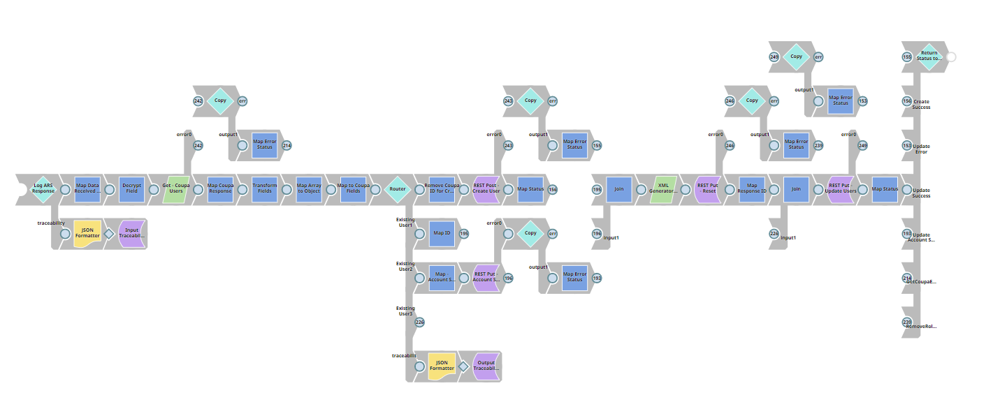 249
Copy
err
155
Return
Status to...
output1
Map Error
Status
153
242
Copy
err
243
Copy
err
246
Copy
err
156
Create
Success
error0
242
output1
Map Error
Status
214
error0
243
output1
Map Error
Status
155
error0
246
output1
Map Error
Status
239
error0
249
153
Update
Error
Log ARS
Response
Map Data
Received ...
Decrypt
Field
Get - Coupa
Users
Map Coupa
Response
Transform
Fields
Map Array
to Object
Map to Coupa
Fields
Router
Remove Coupa
ID for Cr...
REST Post -
Create User
Map Status
156
195
Join
XML
Generator...
REST Put
- Reset
Map
Response ID
Join
REST Put -
Update Users
Map Status
Update
Success
traceability
JSON
Formatter
Input
Traceabili...
Existing
User1
Map ID
195
error0
Copy
err
196
input1
226
input1
193
Update
Account S...
Existing
User2
Map -
Account S...
REST Put -
Account S...
196
output1
Map Error
Status
193
214
GetCoupaE...
Existing
User3
226
239
RemoveRol...
traceabilit
JSON
Formatter
Output
Traceabil...